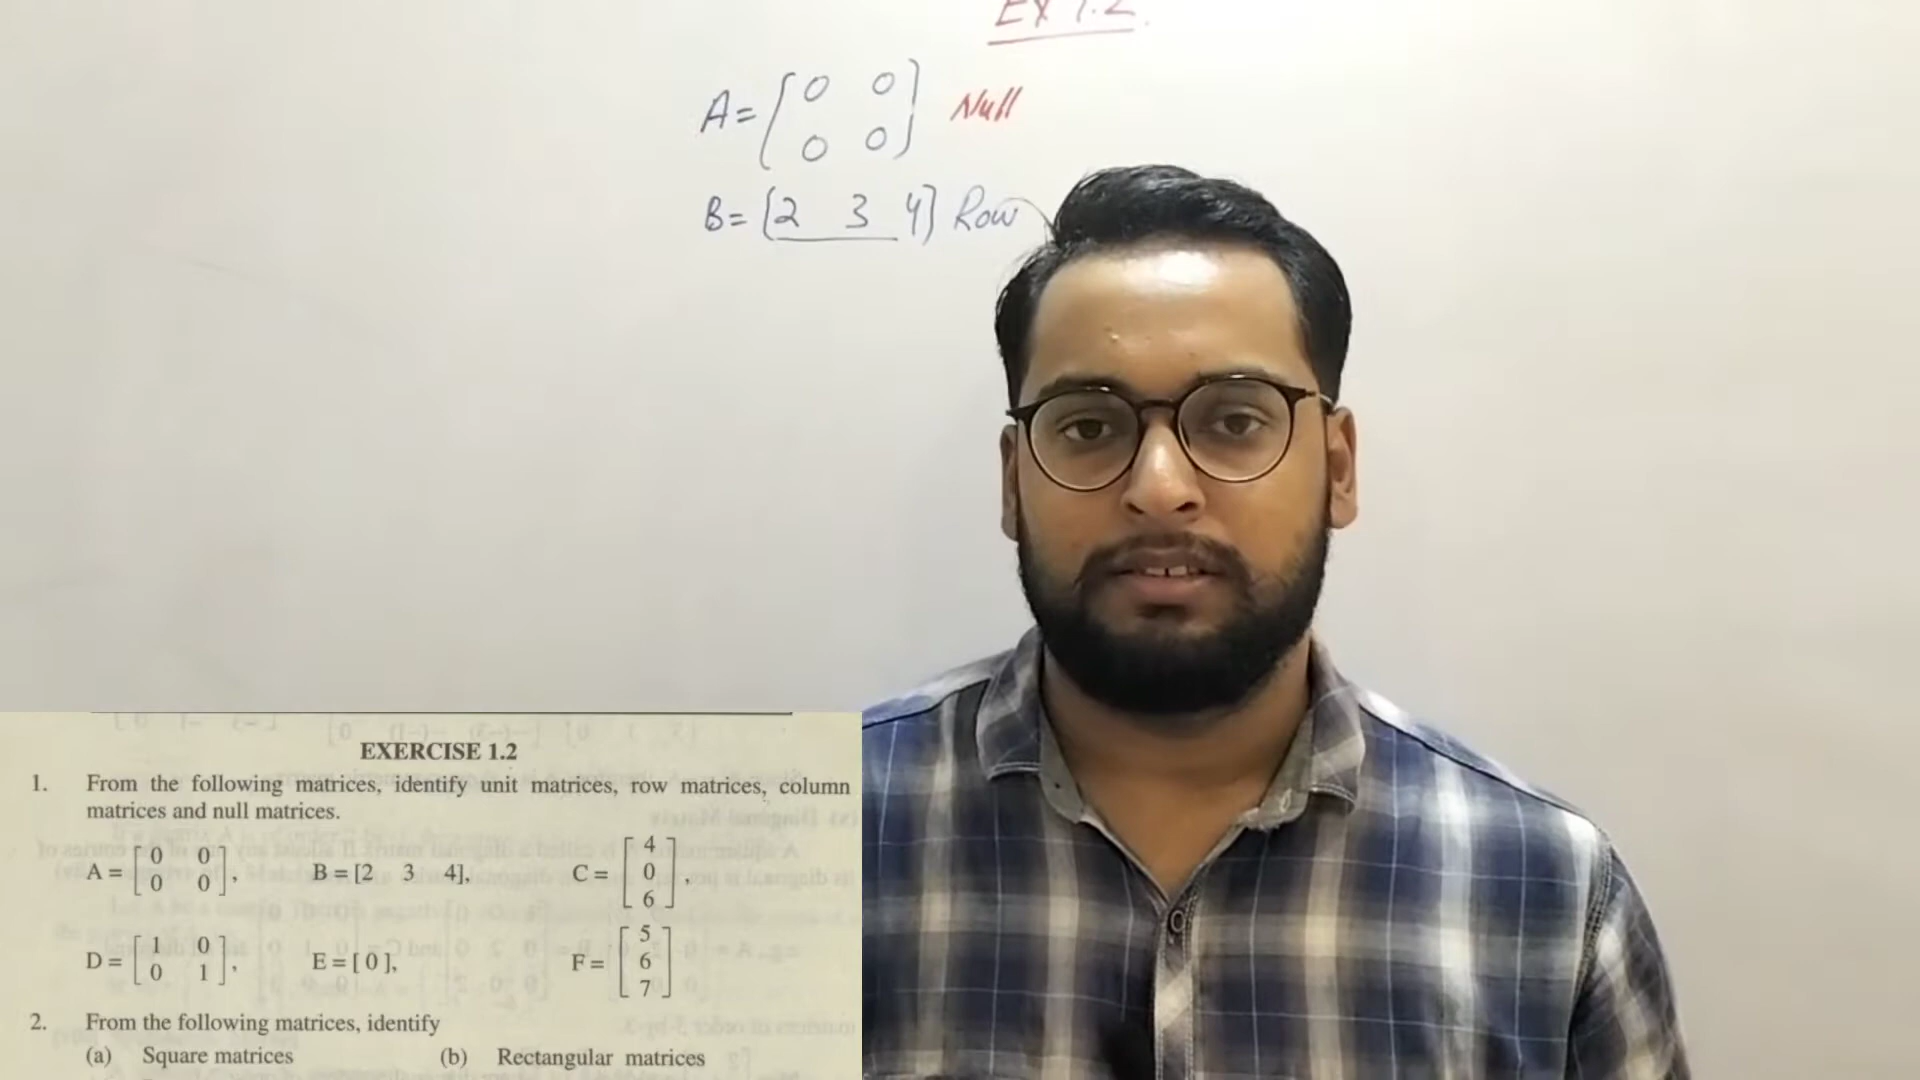 Ex 1.2.
A = [0 0
0 0] Null
B = [2 3 4] Row
EXERCISE 1.2
1. From the following matrices, identify unit matrices, row matrices, column
matrices and null matrices.
A = [0 0
0 0], B = [2 3 4], C = [4
0
6],
D = [1 0
0 1], E = [ 0 ], F = [5
6
7]
2. From the following matrices, identify
(a) Square matrices (b) Rectangular matrices